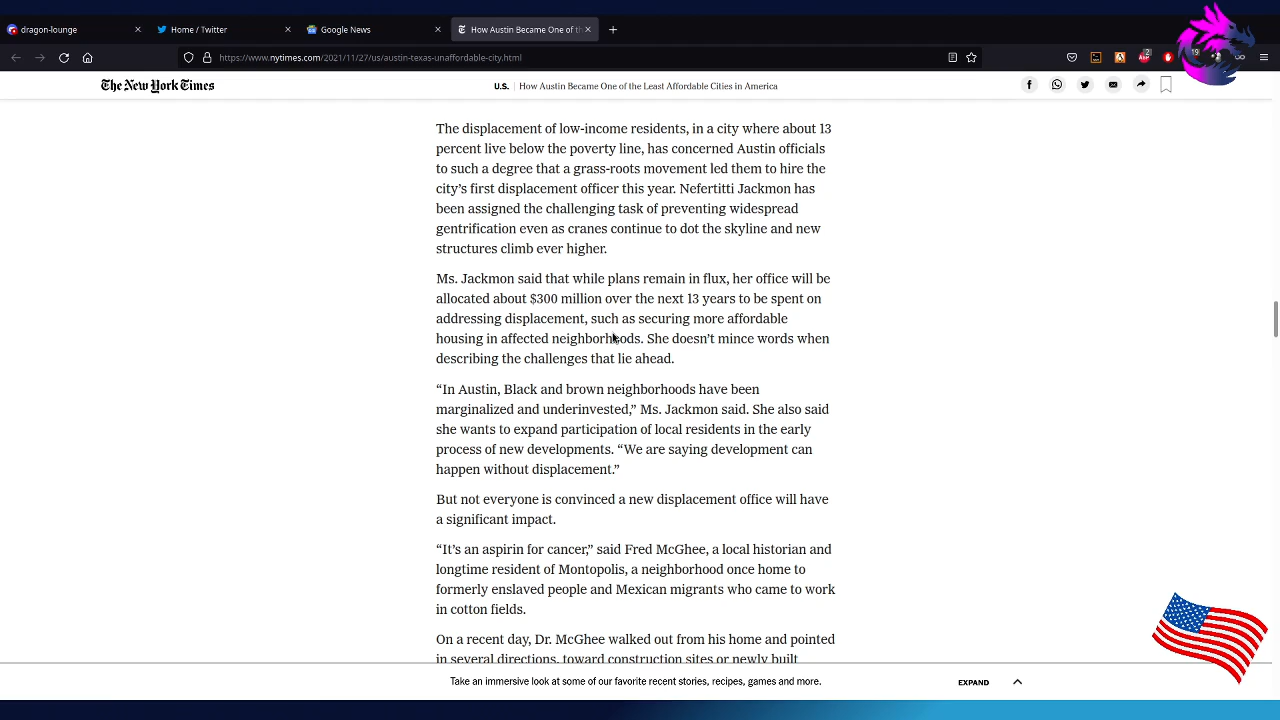 dragon-lounge
Home / Twitter
Google News
How Austin Became One of th
https://www.nytimes.com/2021/11/27/us/austin-texas-unaffordable-city.html
2
19
The New York Times
U.S. | How Austin Became One of the Least Affordable Cities in America
The displacement of low-income residents, in a city where about 13
percent live below the poverty line, has concerned Austin officials
to such a degree that a grass-roots movement led them to hire the
city’s first displacement officer this year. Nefertitti Jackmon has
been assigned the challenging task of preventing widespread
gentrification even as cranes continue to dot the skyline and new
structures climb ever higher.
Ms. Jackmon said that while plans remain in flux, her office will be
allocated about $300 million over the next 13 years to be spent on
addressing displacement, such as securing more affordable
housing in affected neighborhoods. She doesn’t mince words when
describing the challenges that lie ahead.
“In Austin, Black and brown neighborhoods have been
marginalized and underinvested,” Ms. Jackmon said. She also said
she wants to expand participation of local residents in the early
process of new developments. “We are saying development can
happen without displacement.”
But not everyone is convinced a new displacement office will have
a significant impact.
“It’s an aspirin for cancer,” said Fred McGhee, a local historian and
longtime resident of Montopolis, a neighborhood once home to
formerly enslaved people and Mexican migrants who came to work
in cotton fields.
On a recent day, Dr. McGhee walked out from his home and pointed
in several directions, toward construction sites or newly built
Take an immersive look at some of our favorite recent stories, recipes, games and more.
EXPAND